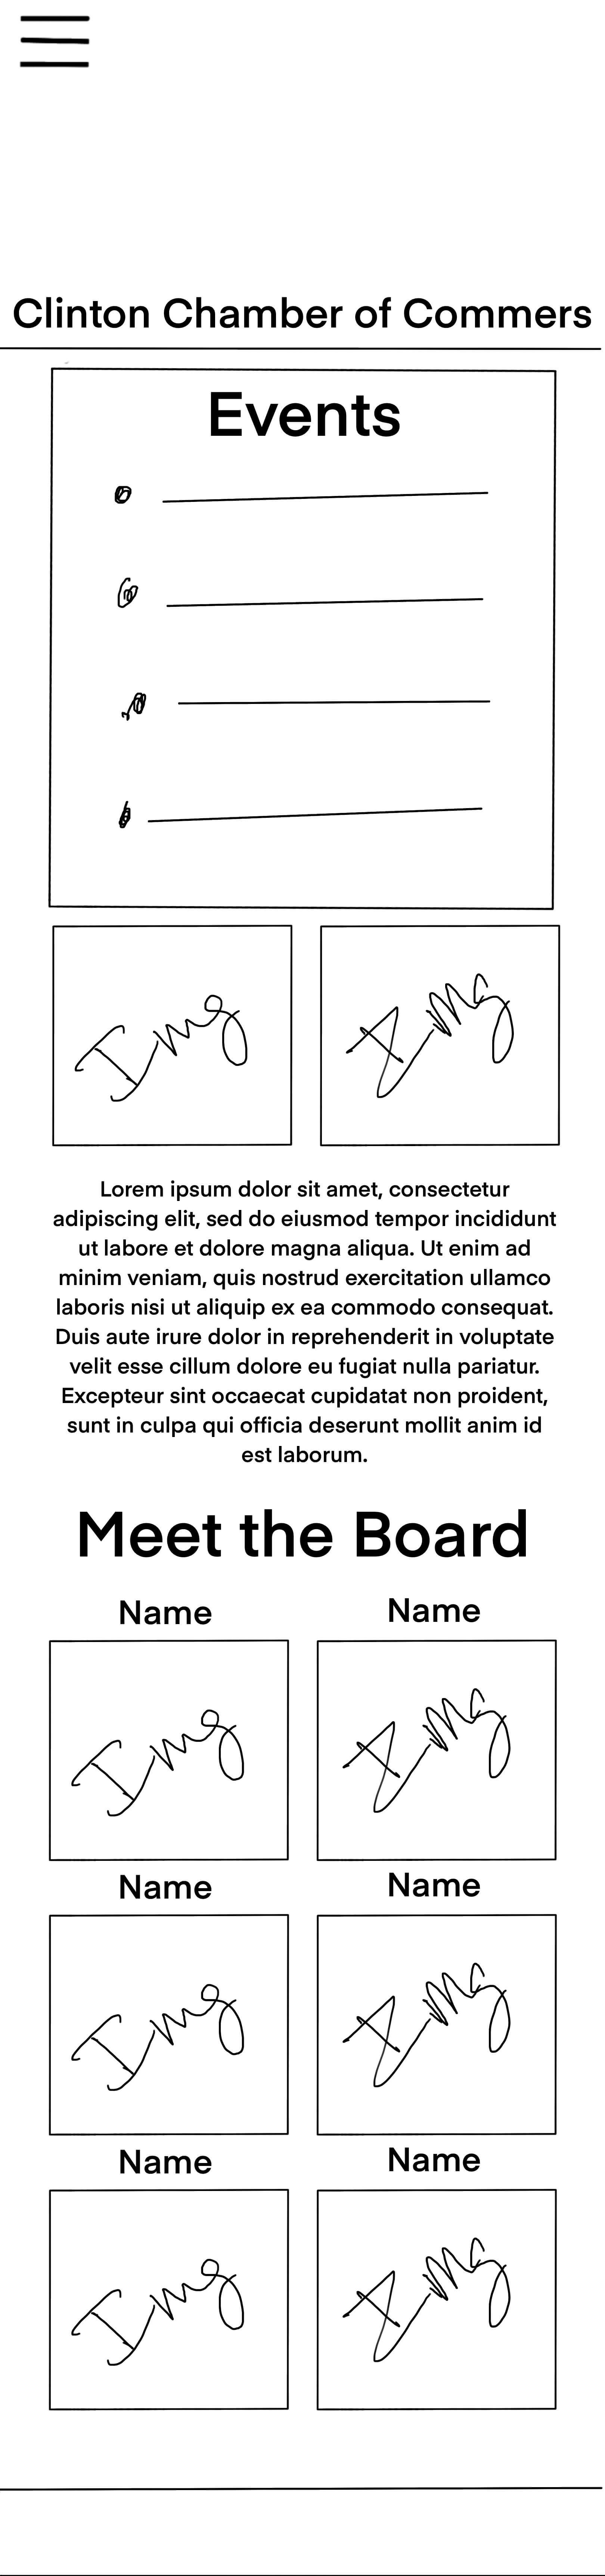 Clinton Chamber of Commers
Events
Img
Img
Lorem ipsum dolor sit amet, consectetur
adipiscing elit, sed do eiusmod tempor incididunt
ut labore et dolore magna aliqua. Ut enim ad
minim veniam, quis nostrud exercitation ullamco
laboris nisi ut aliquip ex ea commodo consequat.
Duis aute irure dolor in reprehenderit in voluptate
velit esse cillum dolore eu fugiat nulla pariatur.
Excepteur sint occaecat cupidatat non proident,
sunt in culpa qui officia deserunt mollit anim id
est laborum.
Meet the Board
Name
Name
Img
Img
Name
Name
Img
Img
Name
Name
Img
Img